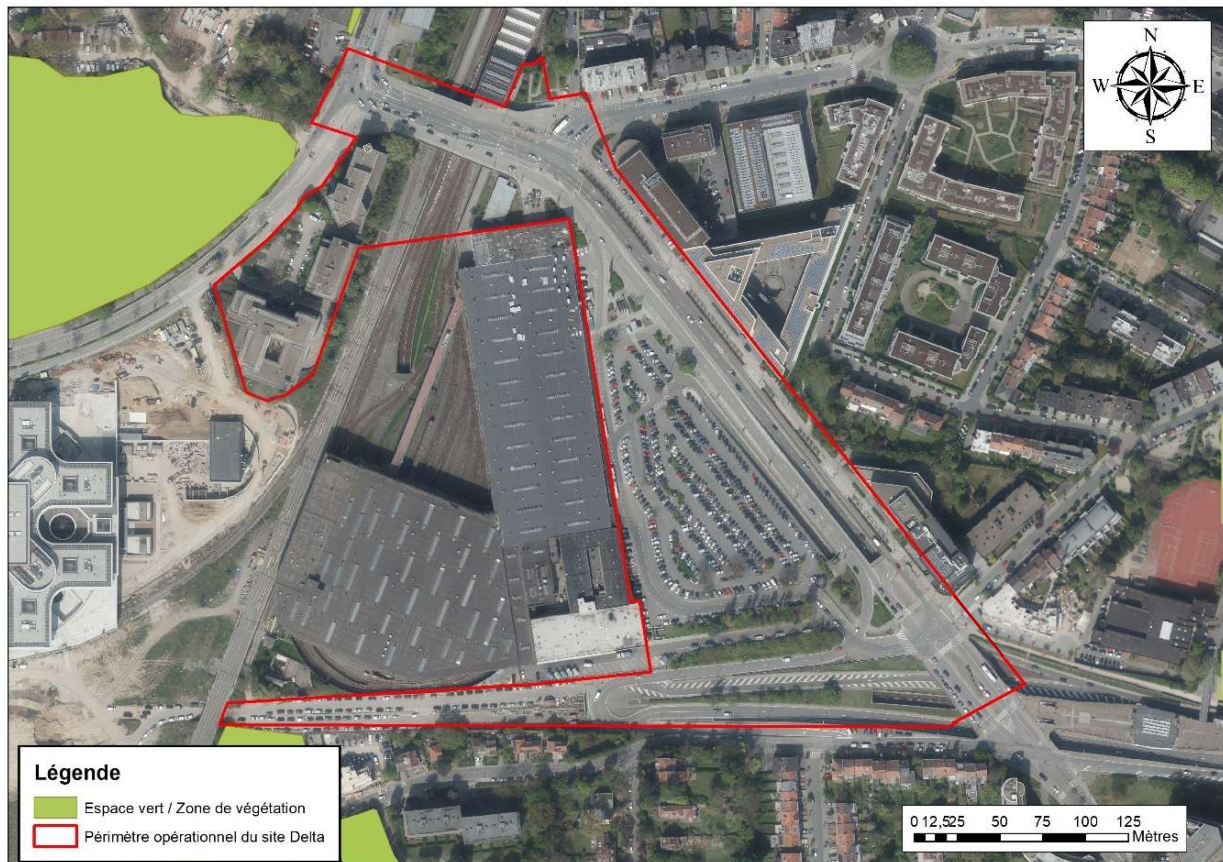 N
W E
S
Légende
Espace vert / Zone de végétation
Périmètre opérationnel du site Delta
0 12,525 50 75 100 125
Mètres